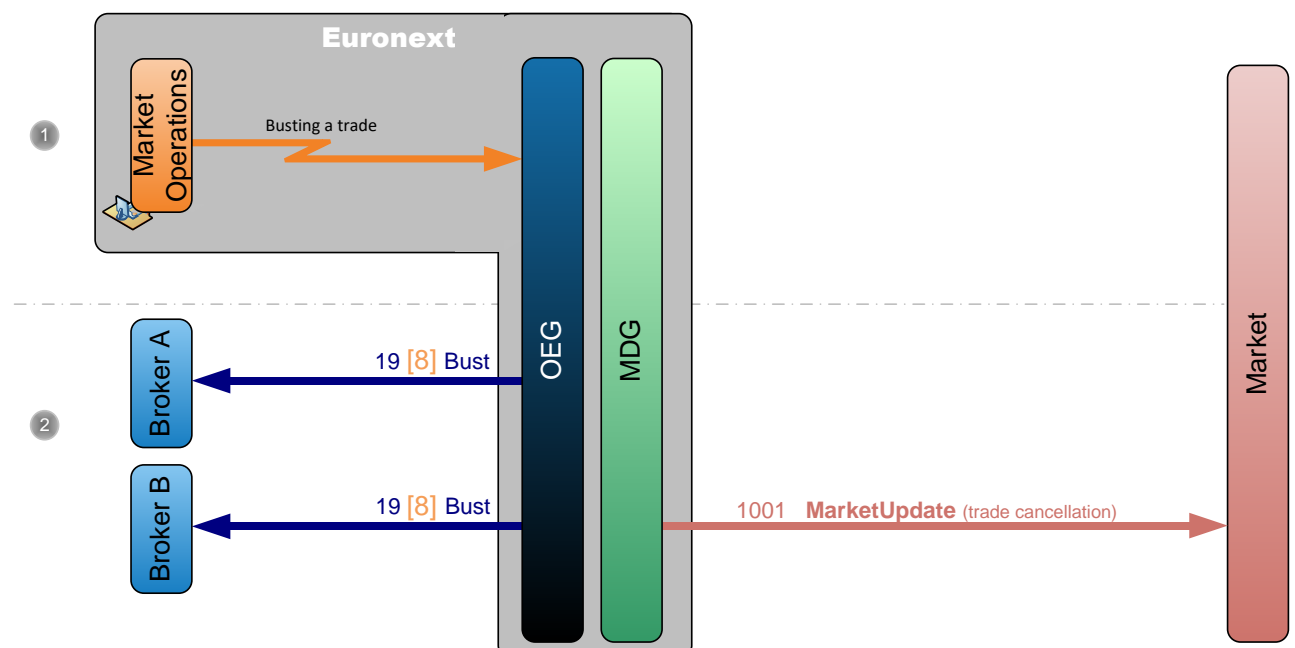 Euronext
1
Market
Operations
Busting a trade
OEG
MDG
Market
2
Broker A
19 [8] Bust
Broker B
19 [8] Bust
1001 MarketUpdate (trade cancellation)